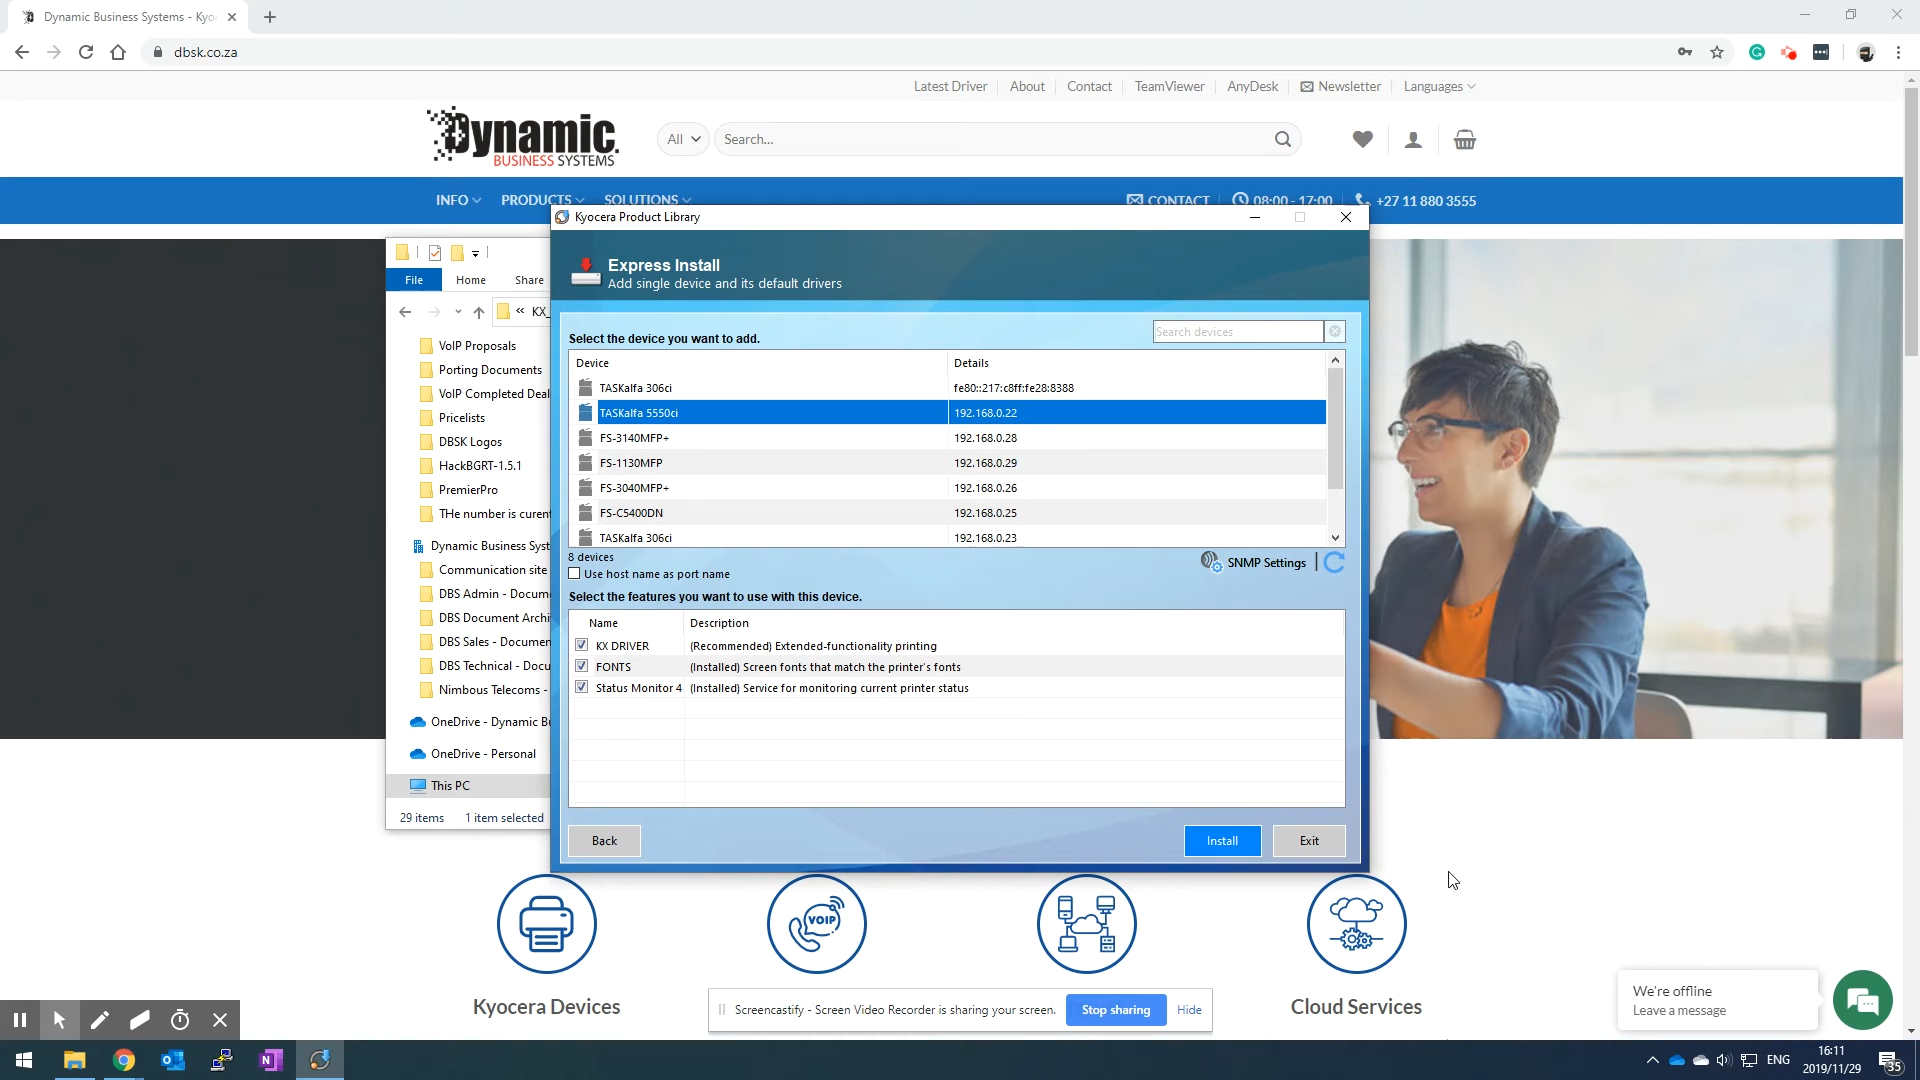 Dynamic Business Systems - Kyoc
dbsk.co.za
Latest Driver
About
Contact
TeamViewer
AnyDesk
Newsletter
Languages
Dynamic
BUSINESS SYSTEMS
All
Search...
INFO
PRODUCTS
SOLUTIONS
CONTACT
08:00 - 17:00
+27 11 880 3555
Kyocera Product Library
Express Install
Add single device and its default drivers
File
Home
Share
« KX_
VoIP Proposals
Porting Documents
VoIP Completed Deal
Pricelists
DBSK Logos
HackBGRT-1.5.1
PremierPro
THe number is curent
Dynamic Business Syst
Communication site
DBS Admin - Docum
DBS Document Archi
DBS Sales - Documen
DBS Technical - Docu
Nimbous Telecoms -
OneDrive - Dynamic Bu
OneDrive - Personal
This PC
29 items
1 item selected
Select the device you want to add.
Search devices
Device Details
TASKalfa 306ci fe80::217:c8ff:fe28:8388
TASKalfa 5550ci 192.168.0.22
FS-3140MFP+ 192.168.0.28
FS-1130MFP 192.168.0.29
FS-3040MFP+ 192.168.0.26
FS-C5400DN 192.168.0.25
TASKalfa 306ci 192.168.0.23
8 devices
SNMP Settings
Use host name as port name
Select the features you want to use with this device.
Name Description
KX DRIVER (Recommended) Extended-functionality printing
FONTS (Installed) Screen fonts that match the printer's fonts
Status Monitor 4 (Installed) Service for monitoring current printer status
Back
Install
Exit
VOIP
Kyocera Devices
Cloud Services
Screencastify - Screen Video Recorder is sharing your screen.
Stop sharing
Hide
We're offline
Leave a message
ENG
16:11
2019/11/29
35